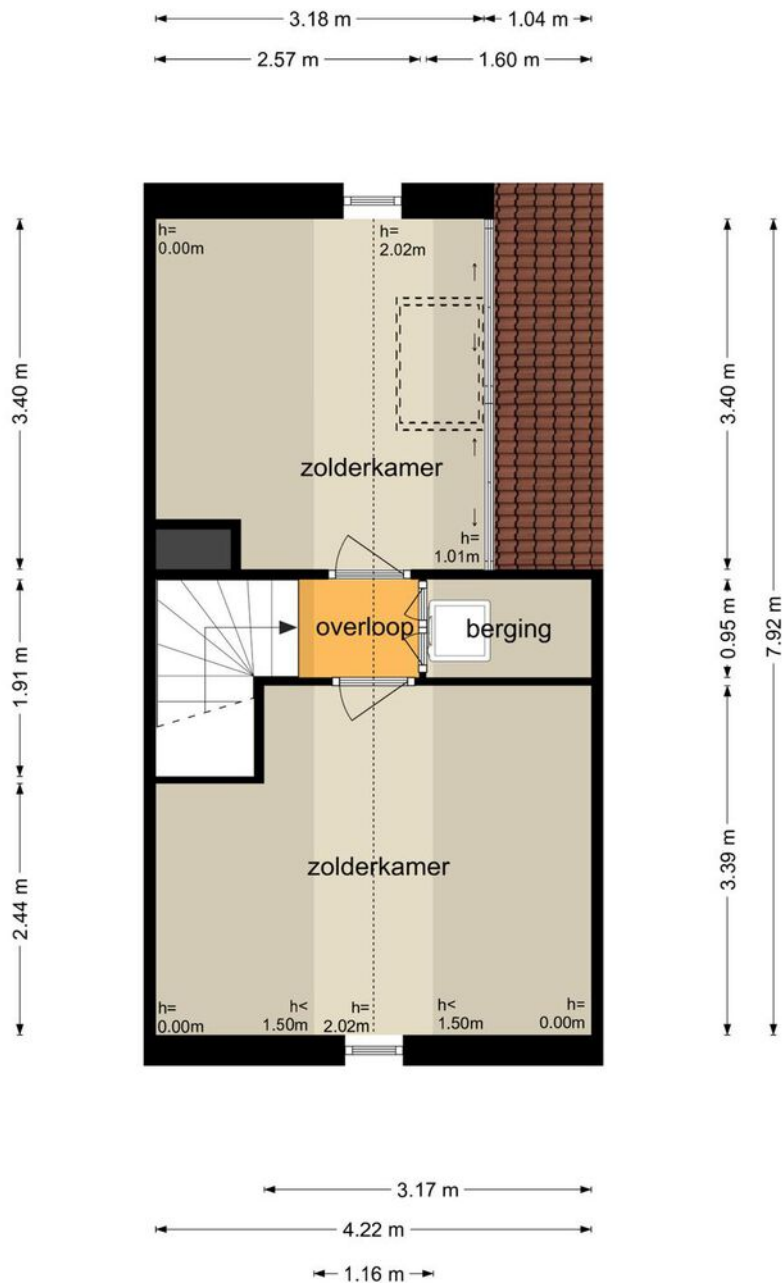 3.18 m
1.04 m
2.57 m
1.60 m
h=
0.00m
h=
2.02m
3.40 m
3.40 m
7.92 m
zolderkamer
h=
1.01m
overloop
berging
0.95 m
1.91 m
zolderkamer
3.39 m
2.44 m
h=
0.00m
h<
1.50m
h=
2.02m
h<
1.50m
h=
0.00m
3.17 m
4.22 m
1.16 m